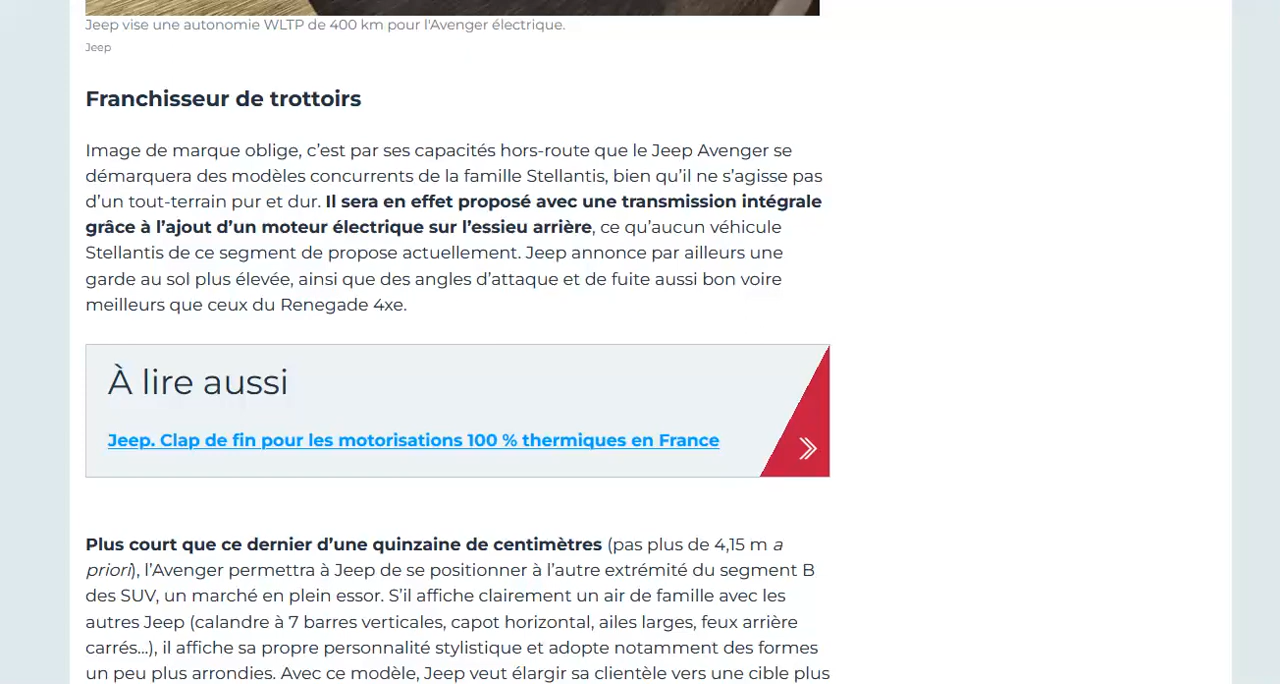 Jeep vise une autonomie WLTP de 400 km pour l'Avenger électrique.
Jeep
Franchisseur de trottoirs
Image de marque oblige, c’est par ses capacités hors-route que le Jeep Avenger se
démarquera des modèles concurrents de la famille Stellantis, bien qu’il ne s’agisse pas
d’un tout-terrain pur et dur. Il sera en effet proposé avec une transmission intégrale
grâce à l’ajout d’un moteur électrique sur l’essieu arrière, ce qu’aucun véhicule
Stellantis de ce segment de propose actuellement. Jeep annonce par ailleurs une
garde au sol plus élevée, ainsi que des angles d’attaque et de fuite aussi bon voire
meilleurs que ceux du Renegade 4xe.
À lire aussi
Jeep. Clap de fin pour les motorisations 100 % thermiques en France
Plus court que ce dernier d’une quinzaine de centimètres (pas plus de 4,15 m a
priori), l’Avenger permettra à Jeep de se positionner à l’autre extrémité du segment B
des SUV, un marché en plein essor. S’il affiche clairement un air de famille avec les
autres Jeep (calandre à 7 barres verticales, capot horizontal, ailes larges, feux arrière
carrés…), il affiche sa propre personnalité stylistique et adopte notamment des formes
un peu plus arrondies. Avec ce modèle, Jeep veut élargir sa clientèle vers une cible plus